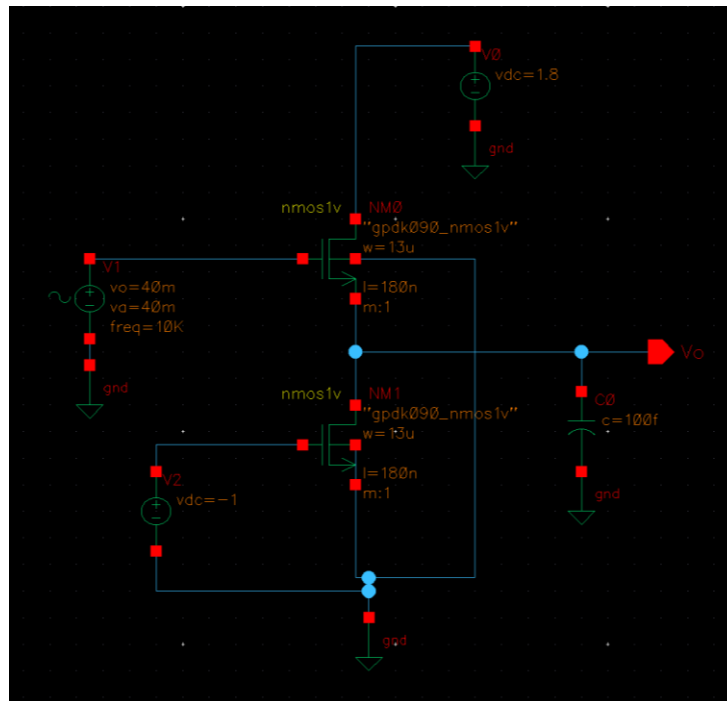 V0
vdc=1.8
gnd
nmos1v
NM0
"gpdk090_nmos1v"
w=13u
l=180n
m:1
V1
vo=40m
va=40m
freq=10K
gnd
Vo
nmos1v
NM1
"gpdk090_nmos1v"
w=13u
l=180n
m:1
C0
c=100f
gnd
V2
vdc=-1
gnd